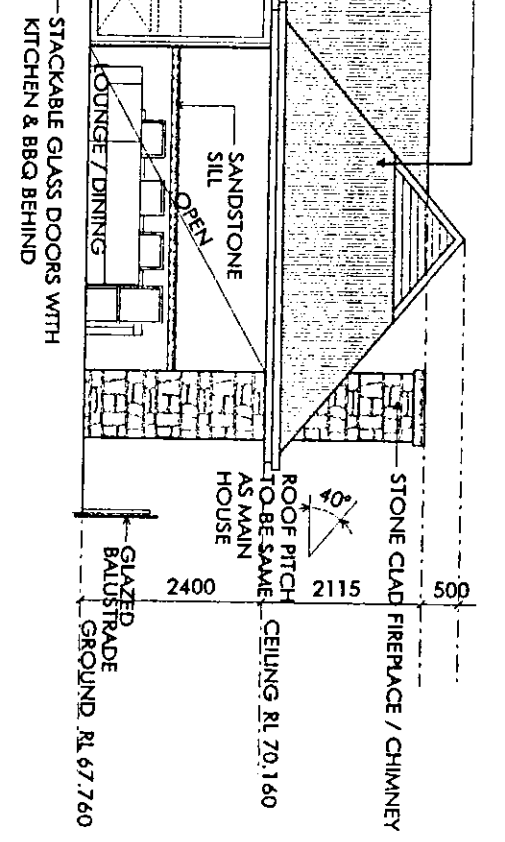 STACKABLE GLASS DOORS WITH
KITCHEN & BBQ BEHIND
LOUNGE / DINING
SANDSTONE
SILL
OPEN
STONE CLAD FIREPLACE / CHIMNEY
40°
ROOF PITCH
TO BE SAME
AS MAIN
HOUSE
GLAZED
BALUSTRADE
2400
2115
500
CEILING RL 70.160
GROUND RL 67.760